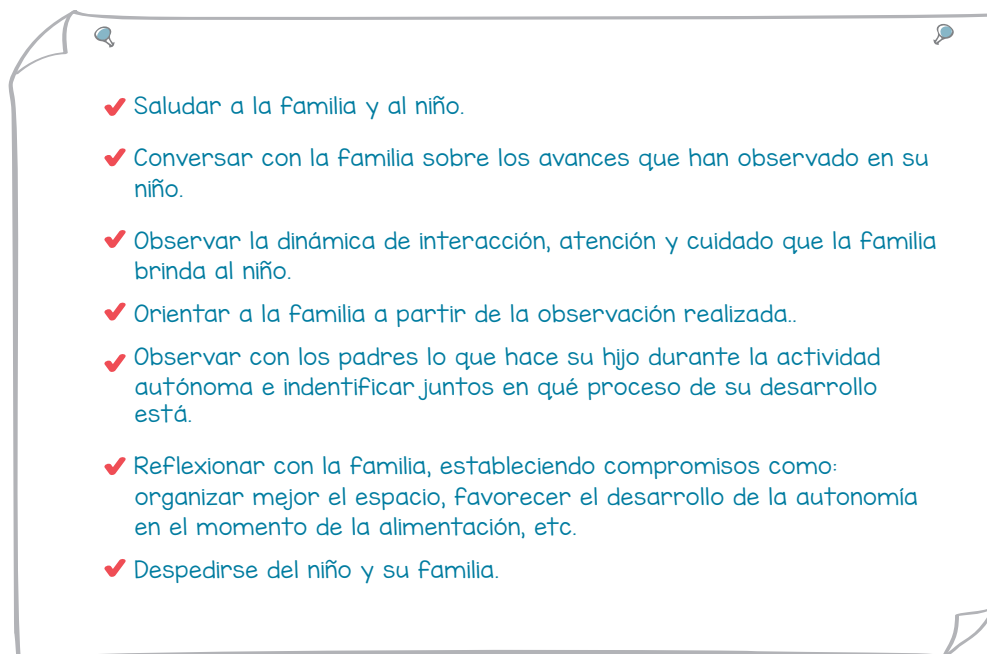 Saludar a la familia y al niño.
Conversar con la familia sobre los avances que han observado en su
niño.
Observar la dinámica de interacción, atención y cuidado que la familia
brinda al niño.
Orientar a la familia a partir de la observación realizada..
Observar con los padres lo que hace su hijo durante la actividad
autónoma e indentificar juntos en qué proceso de su desarrollo
está.
Reflexionar con la familia, estableciendo compromisos como:
organizar mejor el espacio, favorecer el desarrollo de la autonomía
en el momento de la alimentación, etc.
Despedirse del niño y su familia.